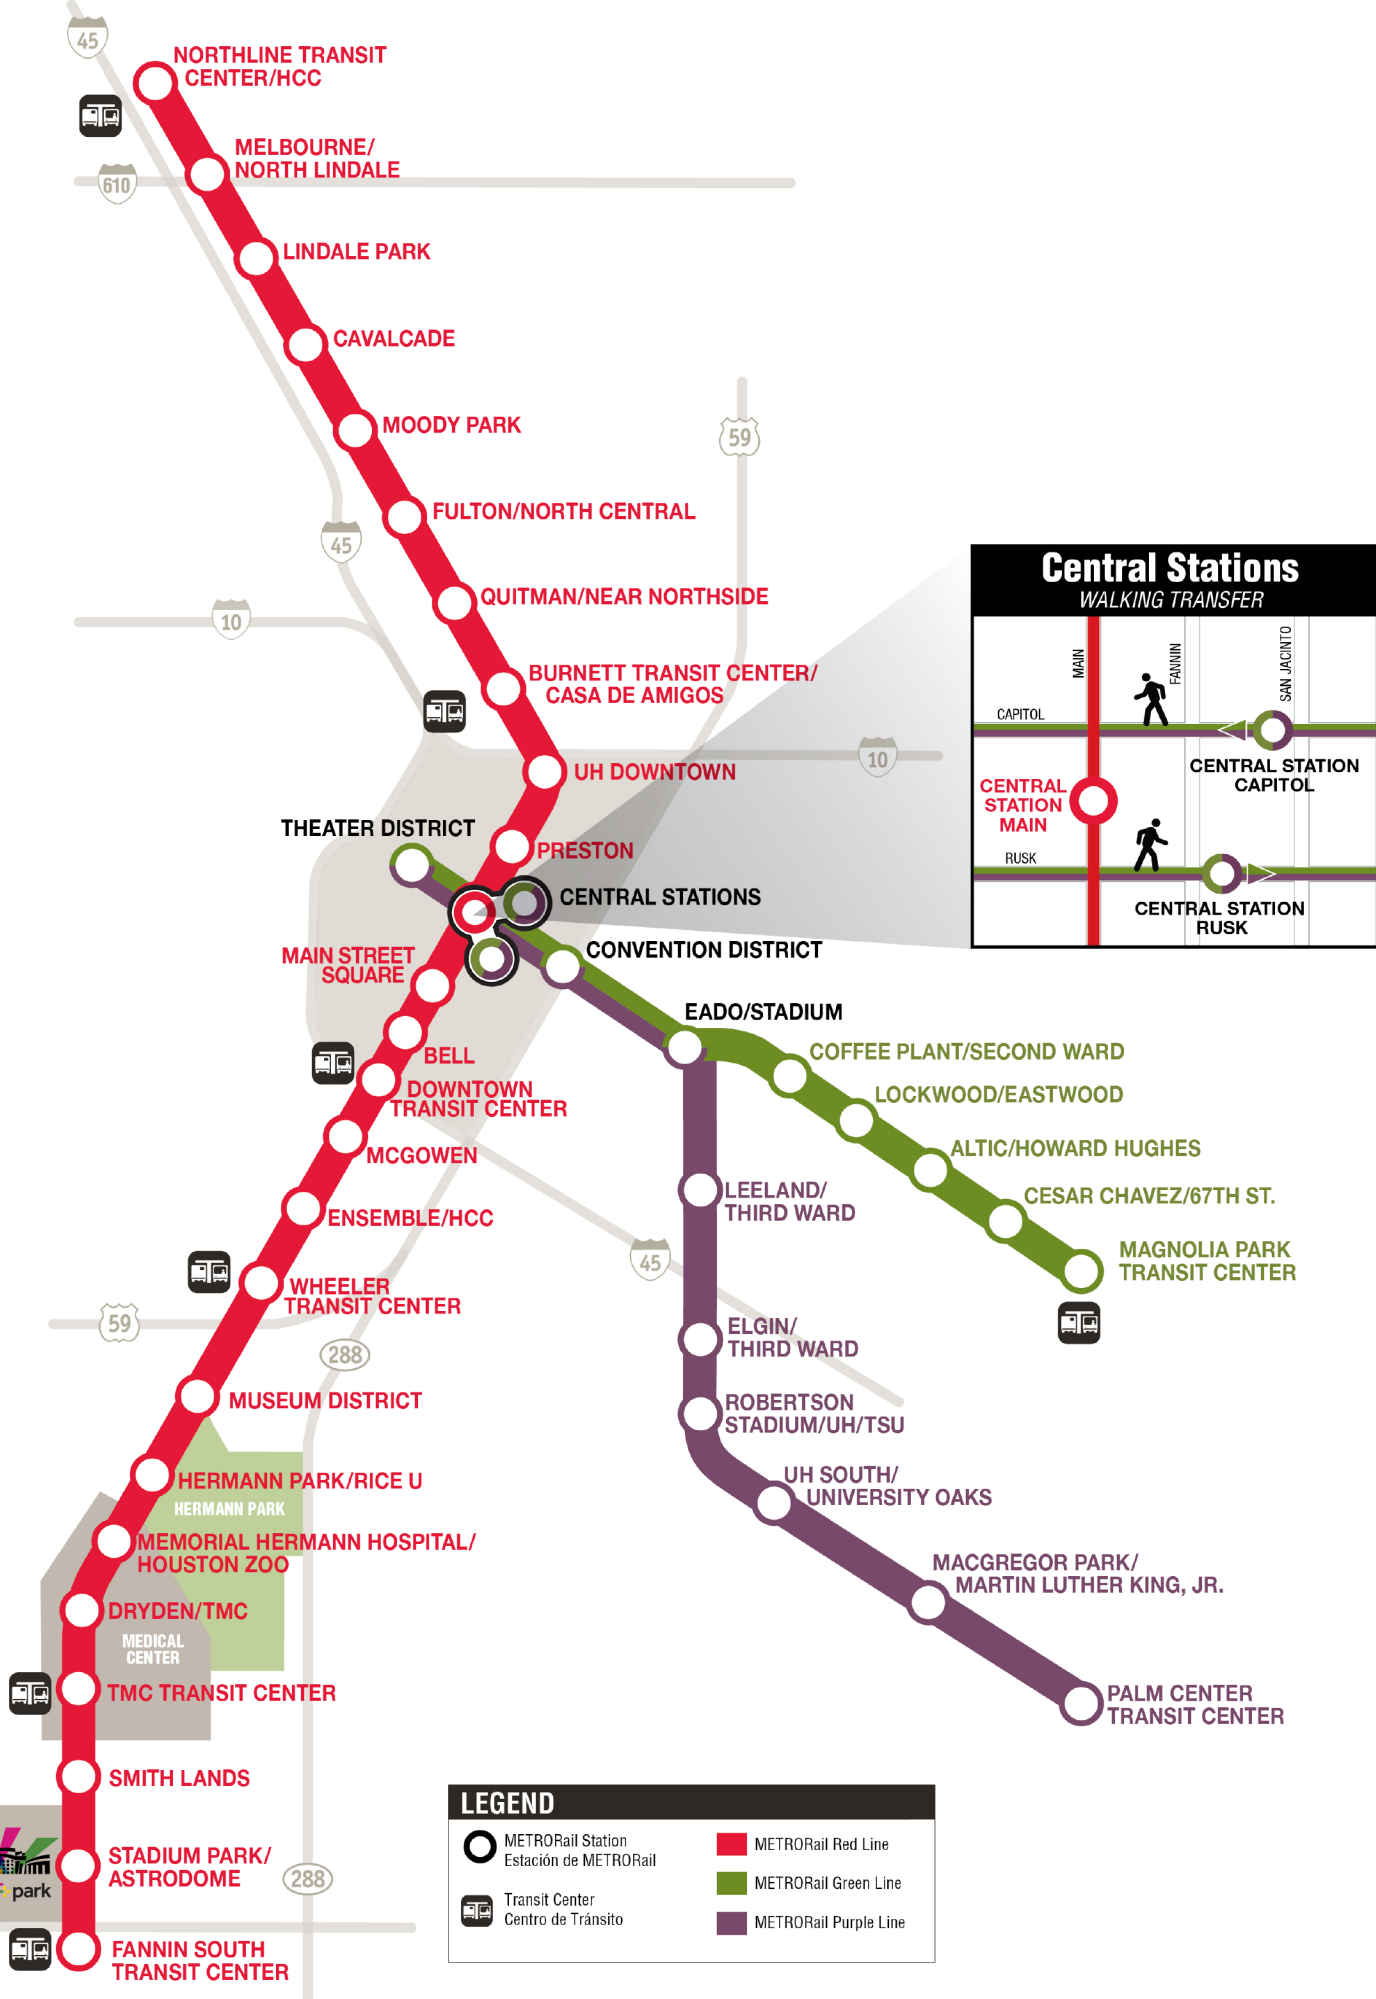 45
NORTHLINE TRANSIT
CENTER/HCC
MELBOURNE/
NORTH LINDALE
610
LINDALE PARK
CAVALCADE
MOODY PARK
59
FULTON/NORTH CENTRAL
45
QUITMAN/NEAR NORTHSIDE
10
BURNETT TRANSIT CENTER/
CASA DE AMIGOS
UH DOWNTOWN
10
THEATER DISTRICT
PRESTON
CENTRAL STATIONS
CONVENTION DISTRICT
MAIN STREET
SQUARE
Central Stations
WALKING TRANSFER
MAIN
FANNIN
SAN JACINTO
CAPITOL
CENTRAL STATION
CAPITOL
CENTRAL
STATION
MAIN
RUSK
CENTRAL STATION
RUSK
EADO/STADIUM
BELL
COFFEE PLANT/SECOND WARD
DOWNTOWN
TRANSIT CENTER
LOCKWOOD/EASTWOOD
MCGOWEN
ALTIC/HOWARD HUGHES
LEELAND/
THIRD WARD
CESAR CHAVEZ/67TH ST.
ENSEMBLE/HCC
MAGNOLIA PARK
TRANSIT CENTER
45
WHEELER
TRANSIT CENTER
59
ELGIN/
THIRD WARD
288
MUSEUM DISTRICT
ROBERTSON
STADIUM/UH/TSU
HERMANN PARK/RICE U
HERMANN PARK
UH SOUTH/
UNIVERSITY OAKS
MEMORIAL HERMANN HOSPITAL/
HOUSTON ZOO
MACGREGOR PARK/
MARTIN LUTHER KING, JR.
DRYDEN/TMC
MEDICAL
CENTER
TMC TRANSIT CENTER
PALM CENTER
TRANSIT CENTER
SMITH LANDS
STADIUM PARK/
ASTRODOME
park
288
FANNIN SOUTH
TRANSIT CENTER
LEGEND
METRORail Station
Estación de METRORail
Transit Center
Centro de Tránsito
METRORail Red Line
METRORail Green Line
METRORail Purple Line